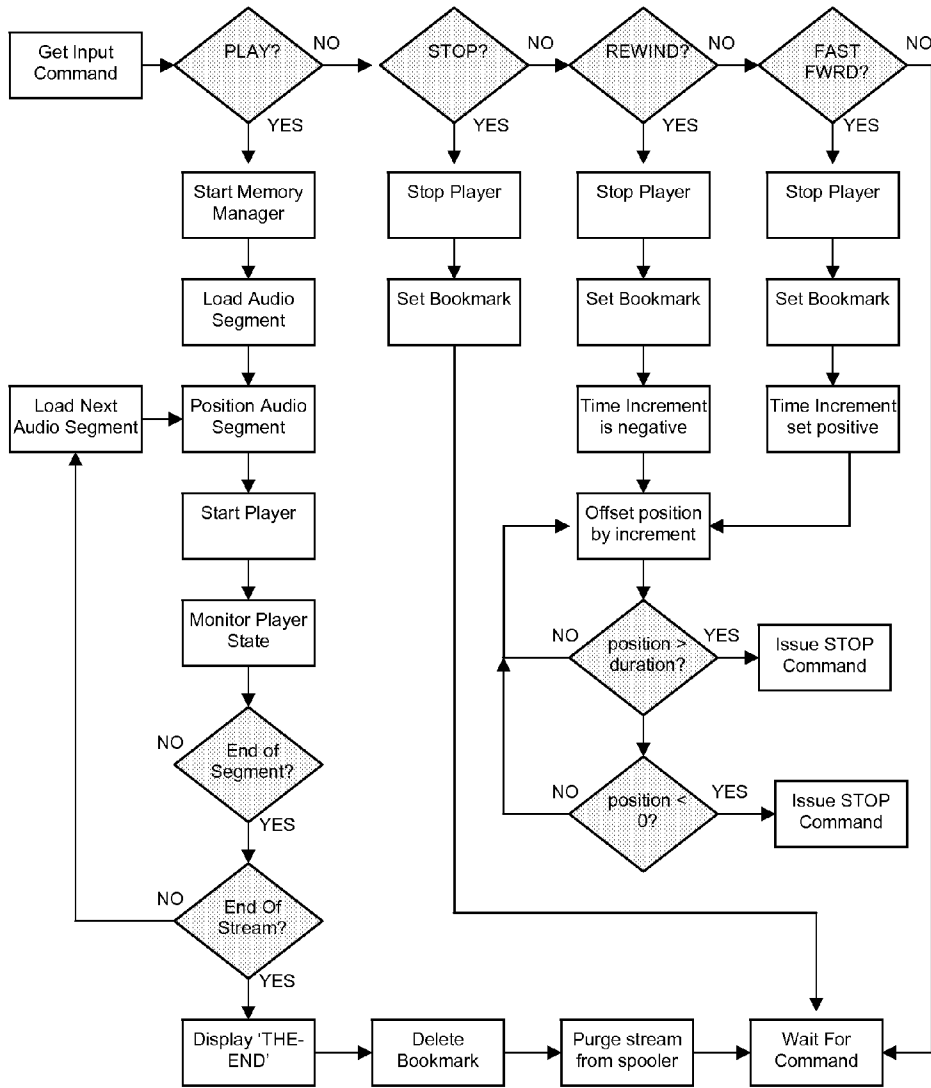 Get Input
Command
PLAY?
NO
STOP?
NO
REWIND?
NO
FAST
FWRD?
NO
YES
YES
YES
YES
Start Memory
Manager
Stop Player
Stop Player
Stop Player
Load Audio
Segment
Set Bookmark
Set Bookmark
Set Bookmark
Load Next
Audio Segment
Position Audio
Segment
Time Increment
is negative
Time Increment
set positive
Start Player
Offset position
by increment
Monitor Player
State
NO
position >
duration?
YES
Issue STOP
Command
NO
End of
Segment?
YES
NO
position <
0?
YES
Issue STOP
Command
NO
End Of
Stream?
YES
Display ‘THE-
END’
Delete
Bookmark
Purge stream
from spooler
Wait For
Command